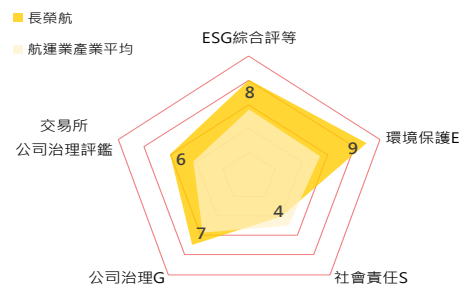 長榮航
航運業產業平均
ESG綜合評等
8
環境保護E
9
交易所
公司治理評鑑
6
4
7
公司治理G
社會責任S